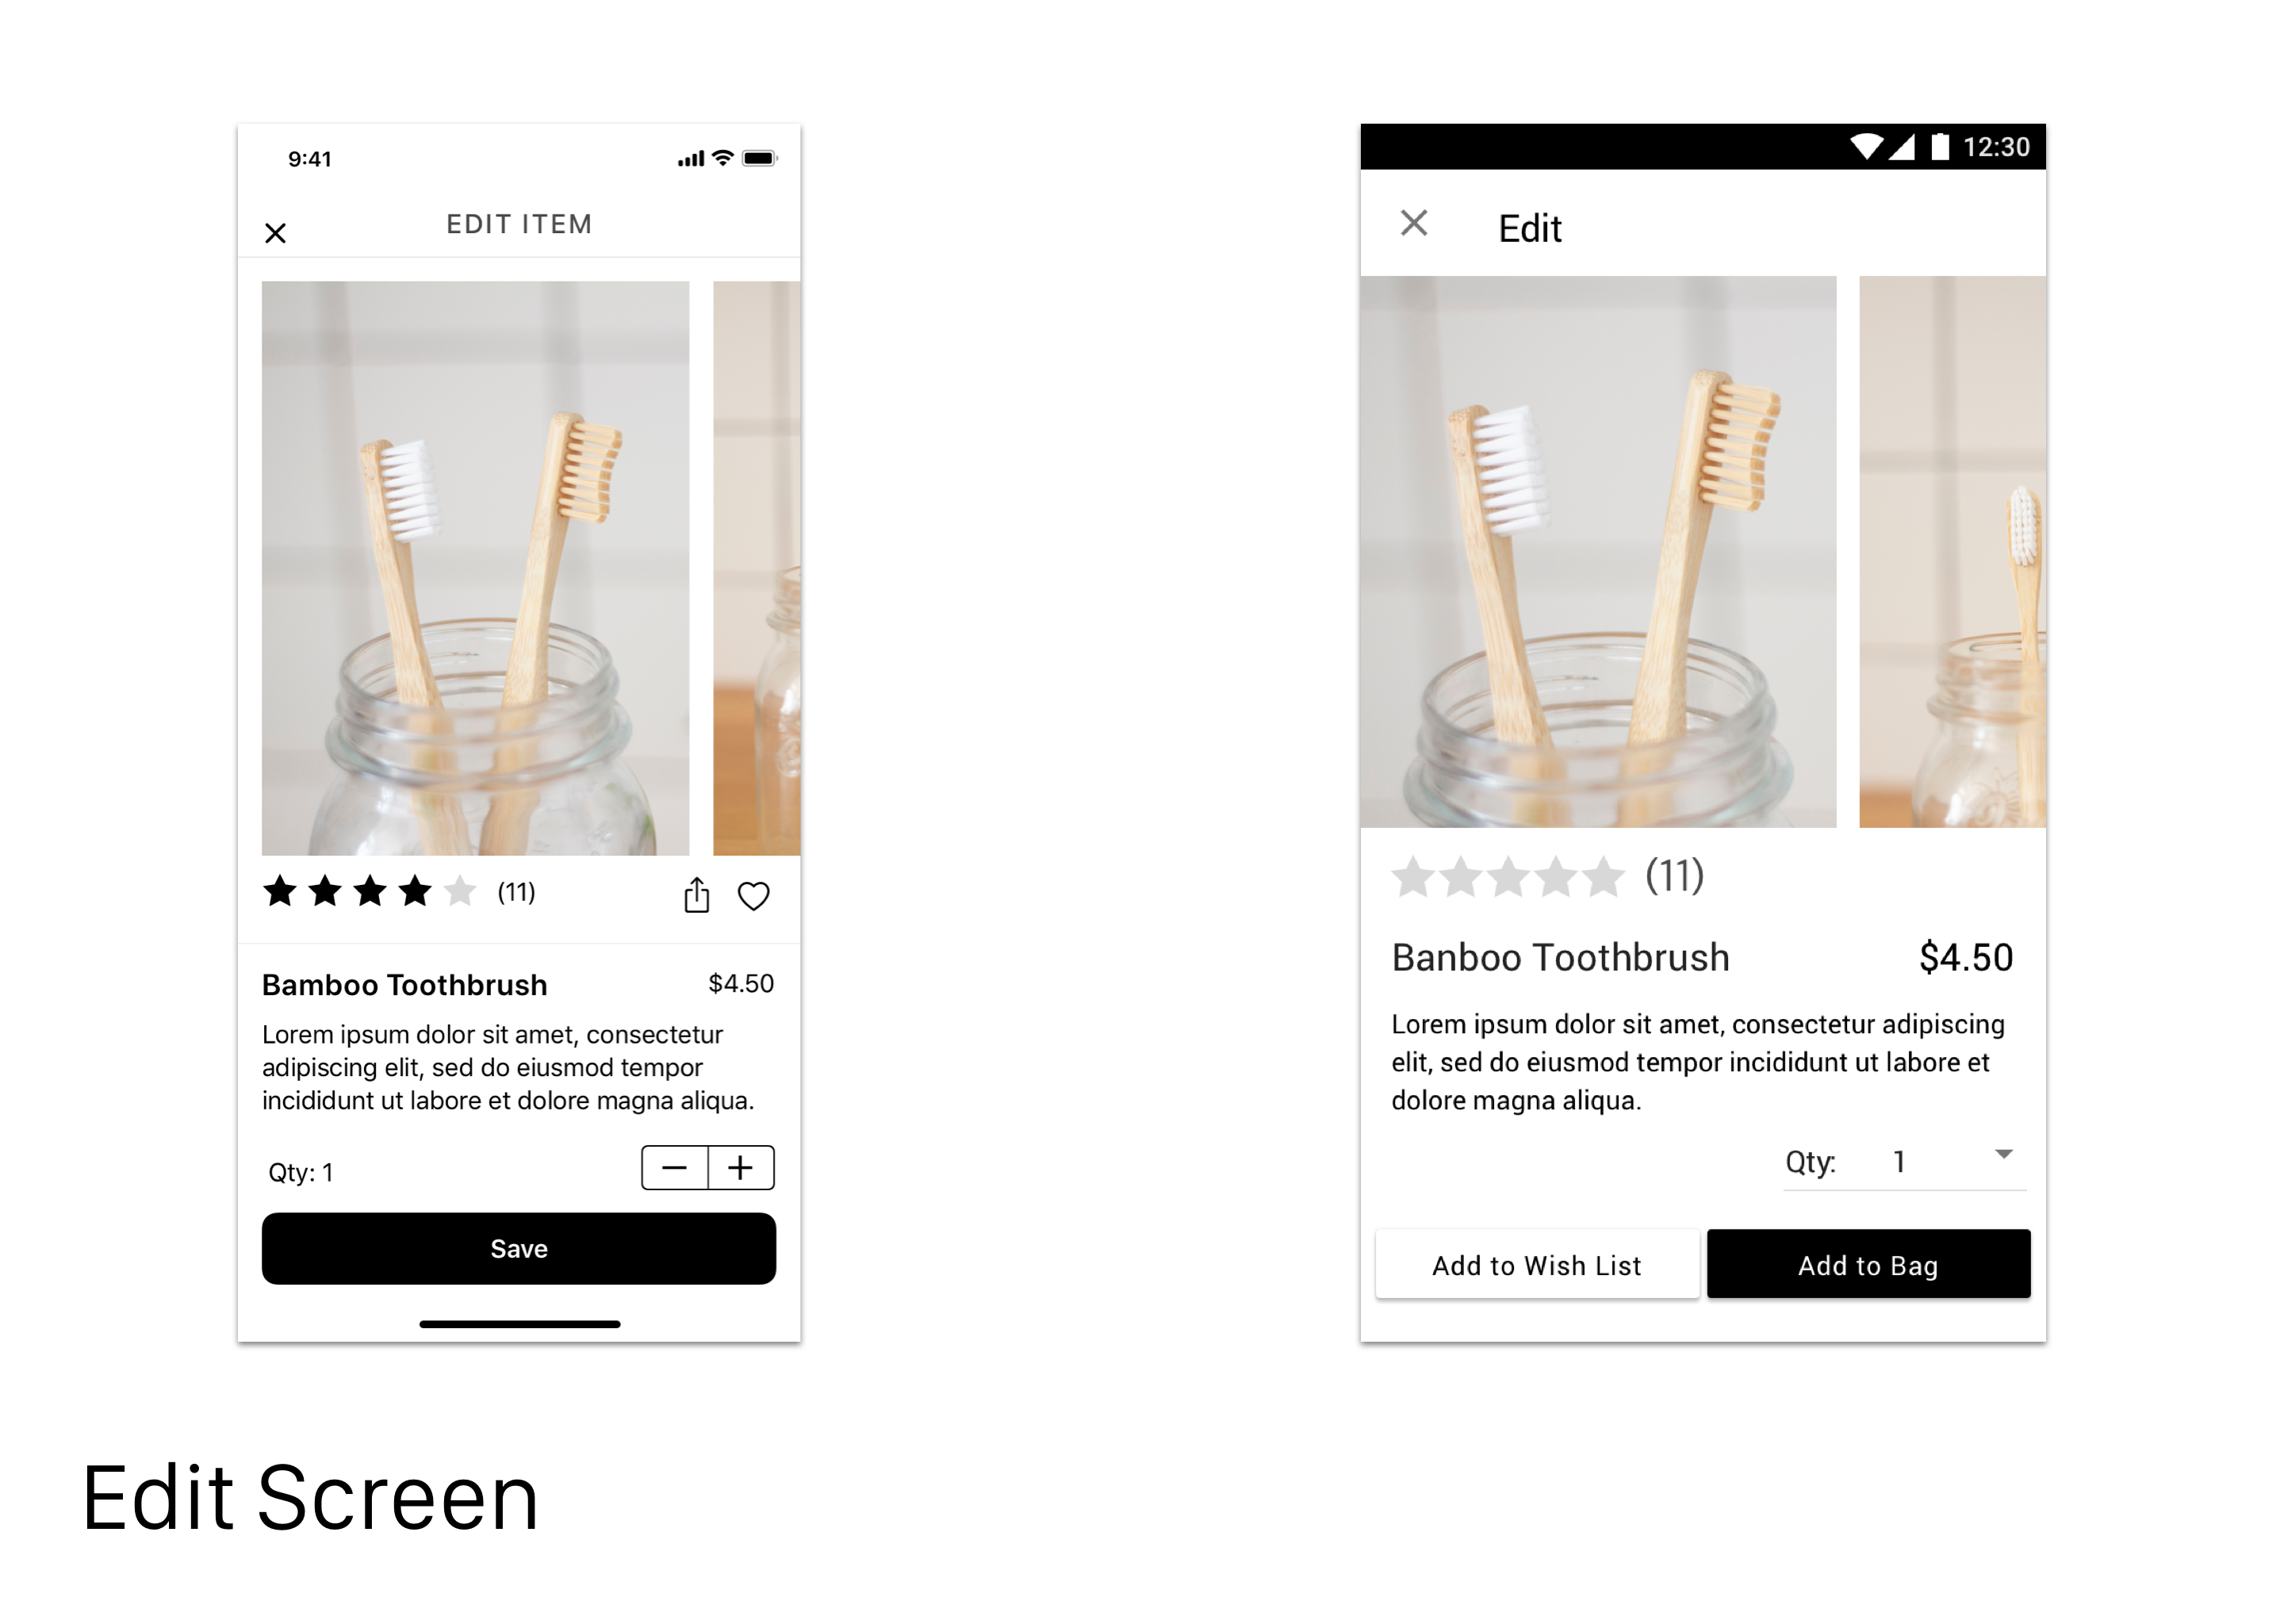 9:41
EDIT ITEM
(11)
Bamboo Toothbrush
$4.50
Lorem ipsum dolor sit amet, consectetur
adipiscing elit, sed do eiusmod tempor
incididunt ut labore et dolore magna aliqua.
Qty: 1
Save
12:30
Edit
(11)
Banboo Toothbrush
$4.50
Lorem ipsum dolor sit amet, consectetur adipiscing
elit, sed do eiusmod tempor incididunt ut labore et
dolore magna aliqua.
Qty: 1
Add to Wish List
Add to Bag
Edit Screen